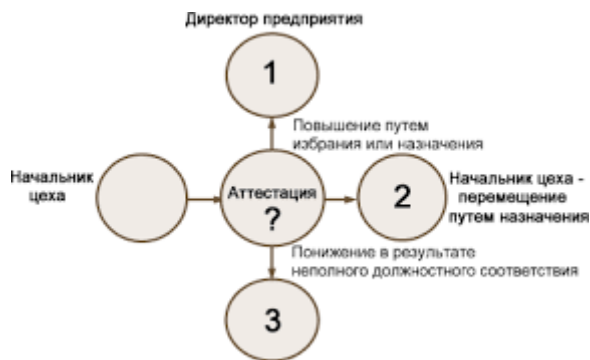 Директор предприятия
1
Повышение путем
избрания или назначения
Начальник
цеха
Аттестация
?
2
Начальник цеха -
перемещение
путем назначения
Понижение в результате
неполного должностного соответствия
3